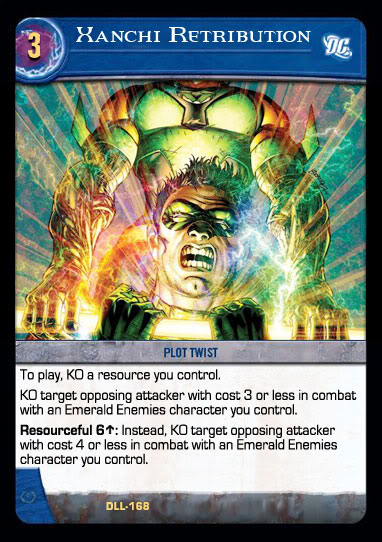 3
Xanchi Retribution
DC
PLOT TWIST
To play, KO a resource you control.
KO target opposing attacker with cost 3 or less in combat
with an Emerald Enemies character you control.
Resourceful 6↑: Instead, KO target opposing attacker
with cost 4 or less in combat with an Emerald Enemies
character you control.
DLL-168